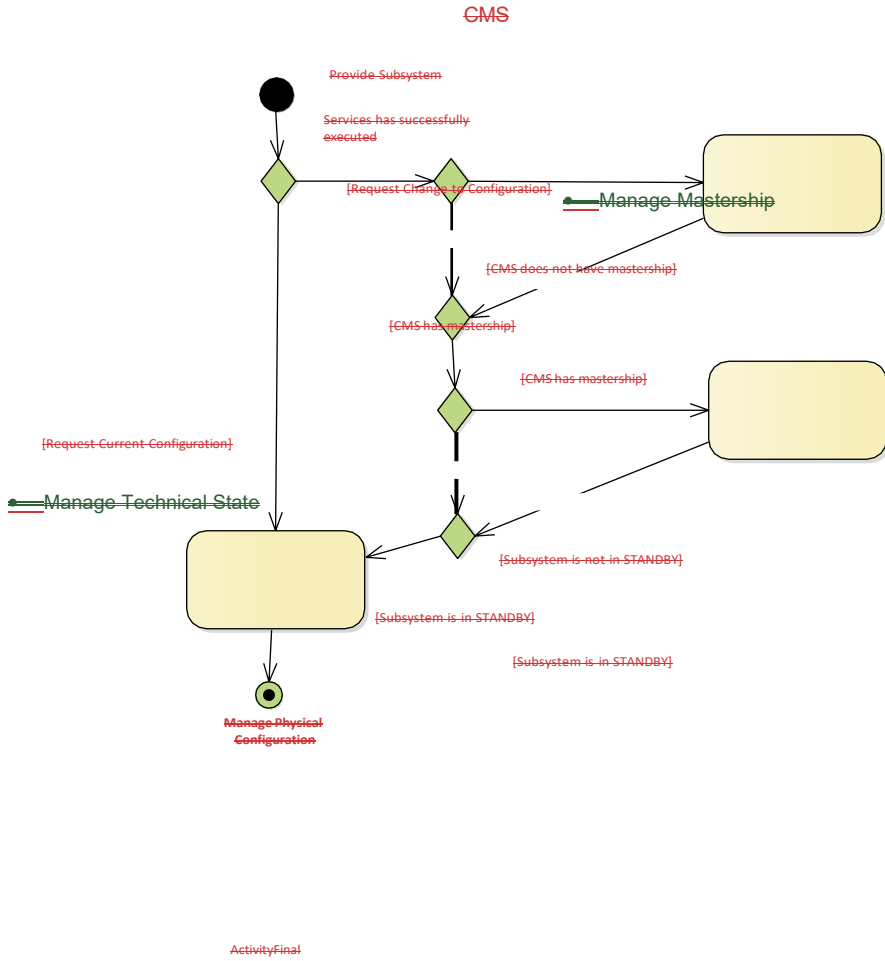 CMS
Provide Subsystem
Services has successfully
executed
[Request Change to Configuration]
Manage Mastership
[CMS does not have mastership]
[CMS has mastership]
[CMS has mastership]
[Request Current Configuration]
Manage Technical State
[Subsystem is not in STANDBY]
[Subsystem is in STANDBY]
[Subsystem is in STANDBY]
Manage Physical
Configuration
ActivityFinal